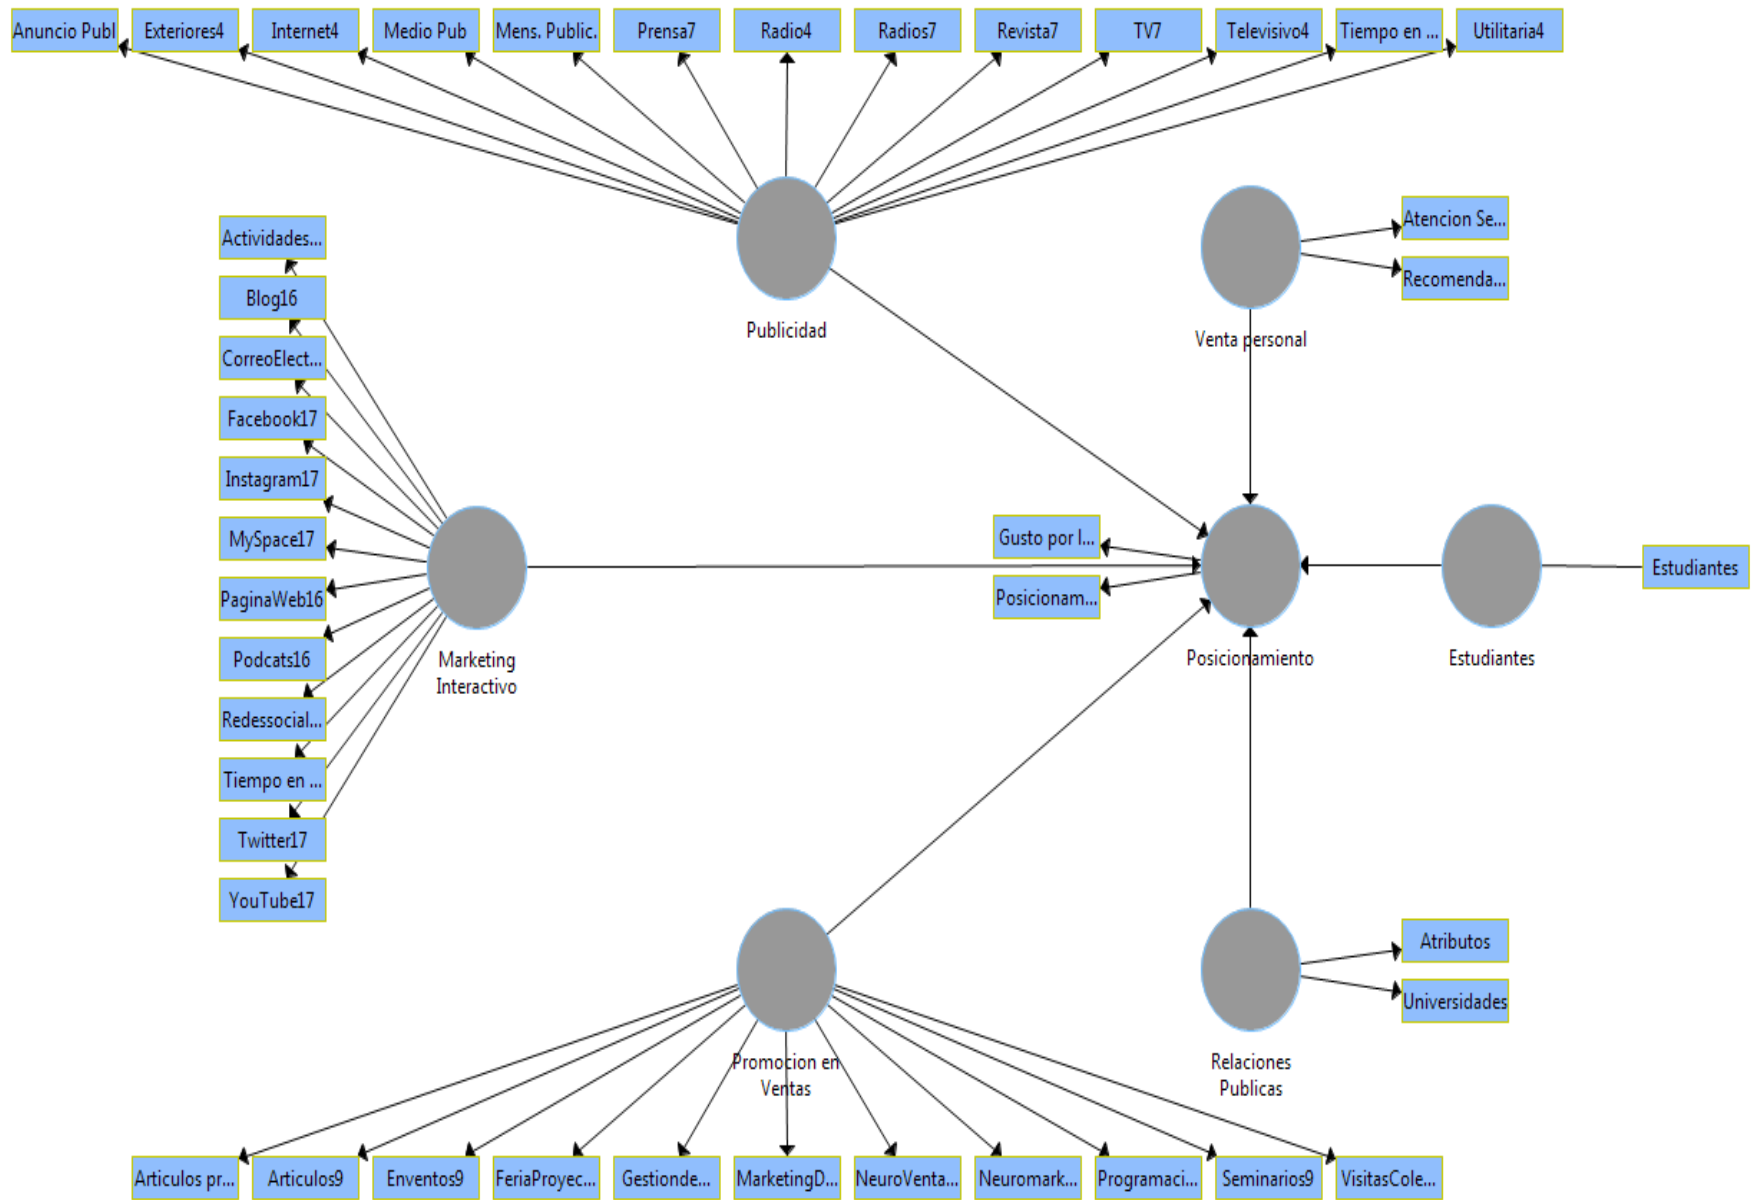 Anuncio Publ
Exteriores4
Internet4
Medio Pub
Mens. Public.
Prensa7
Radio4
Radios7
Revista7
TV7
Televisivo4
Tiempo en ...
Utilitaria4
Publicidad
Venta personal
Atencion Se...
Recomenda...
Actividades...
Blog16
CorreoElect...
Facebook17
Instagram17
MySpace17
PaginaWeb16
Podcats16
Redessocial...
Tiempo en ...
Twitter17
YouTube17
Marketing
Interactivo
Gusto por l...
Posicionam...
Posicionamiento
Estudiantes
Estudiantes
Promocion en
Ventas
Relaciones
Publicas
Atributos
Universidades
Articulos pr...
Articulos9
Enventos9
FeriaProyec...
Gestionde...
MarketingD...
NeuroVenta...
Neuromark...
Programaci...
Seminarios9
VisitasCole...